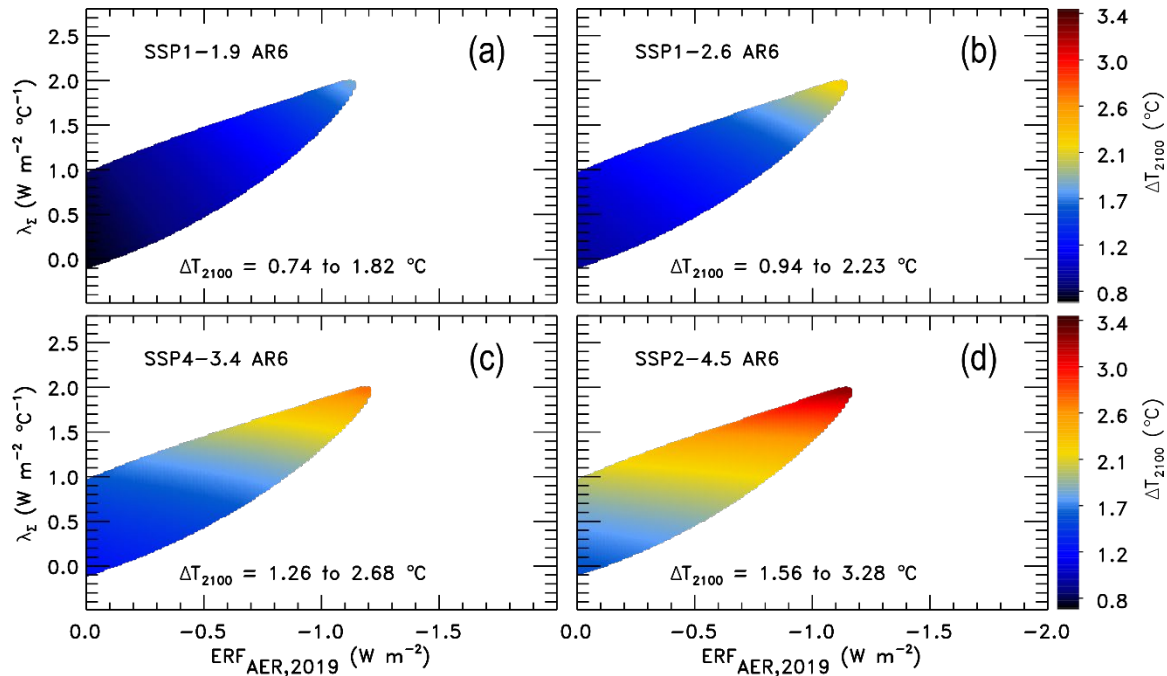 SSP1−1.9 AR6
(a)
λΣ (W m−2 °C−1)
2.5
2.0
1.5
1.0
0.5
0.0
ΔT2100 = 0.74 to 1.82 °C
SSP1−2.6 AR6
(b)
ΔT2100 = 0.94 to 2.23 °C
3.4
3.0
2.6
2.1
1.7
1.2
0.8
ΔT2100 (°C)
SSP4−3.4 AR6
(c)
λΣ (W m−2 °C−1)
2.5
2.0
1.5
1.0
0.5
0.0
ΔT2100 = 1.26 to 2.68 °C
0.0 −0.5 −1.0 −1.5
ERFAER,2019 (W m−2)
SSP2−4.5 AR6
(d)
ΔT2100 = 1.56 to 3.28 °C
0.0 −0.5 −1.0 −1.5 −2.0
ERFAER,2019 (W m−2)
3.4
3.0
2.6
2.1
1.7
1.2
0.8
ΔT2100 (°C)